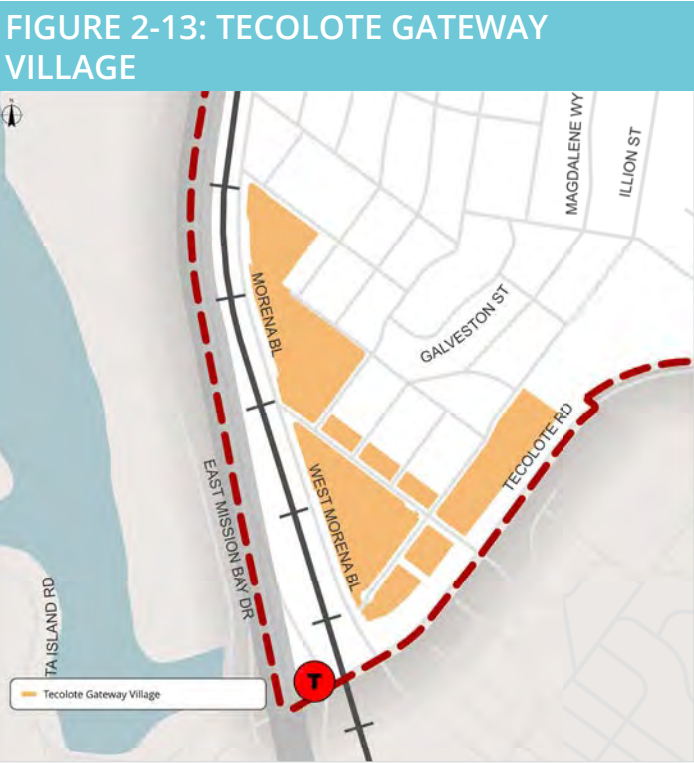 FIGURE 2-13: TECOLOTE GATEWAY
VILLAGE
N
MAGDALENE WY
ILLION ST
MORENA BL
GALVESTON ST
TECOLOTE RD
WEST MORENA BL
EAST MISSION BAY DR
TA ISLAND RD
T
Tecolote Gateway Village